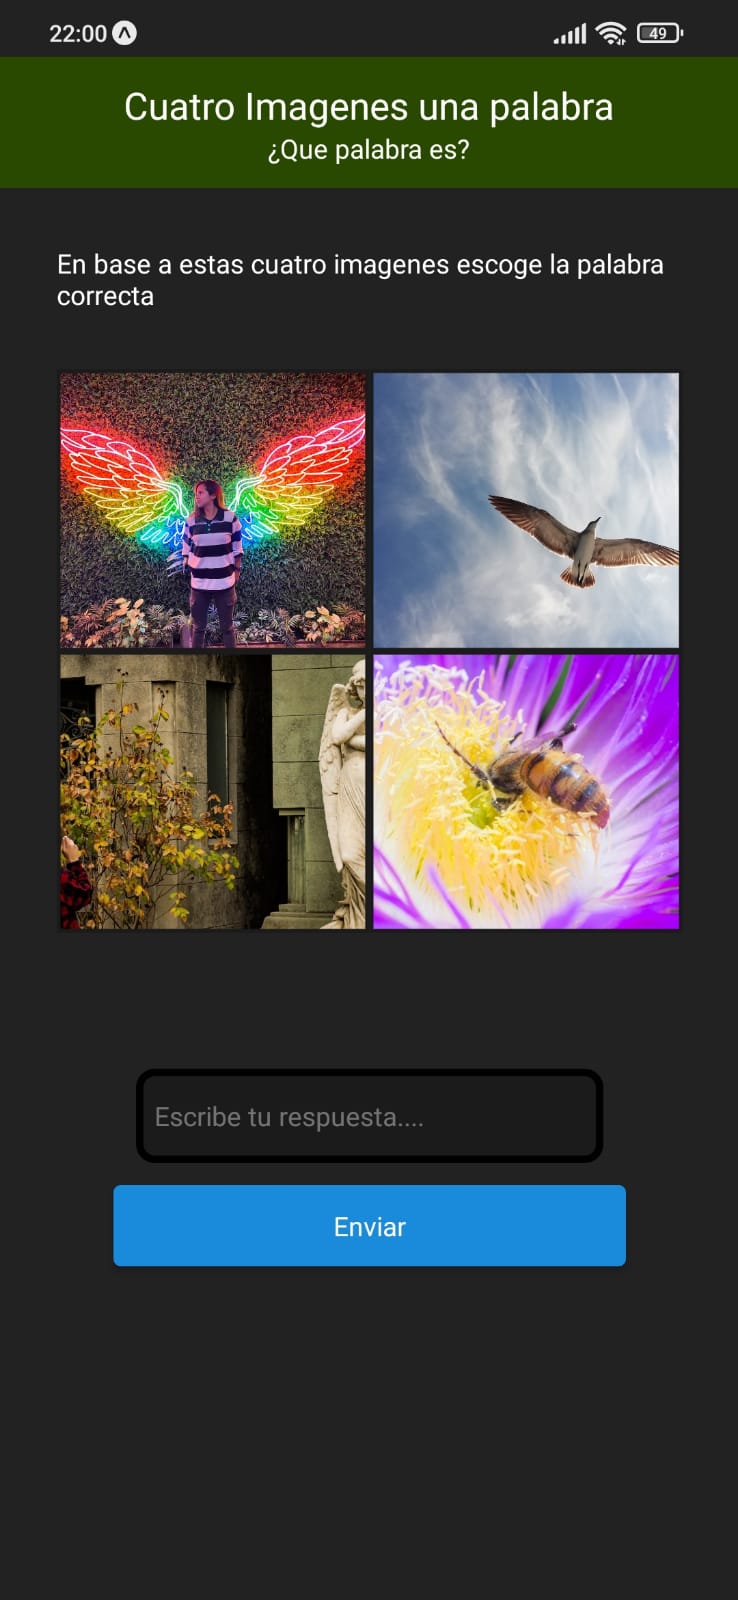 22:00
49
Cuatro Imagenes una palabra
¿Que palabra es?
En base a estas cuatro imagenes escoge la palabra
correcta
Escribe tu respuesta....
Enviar